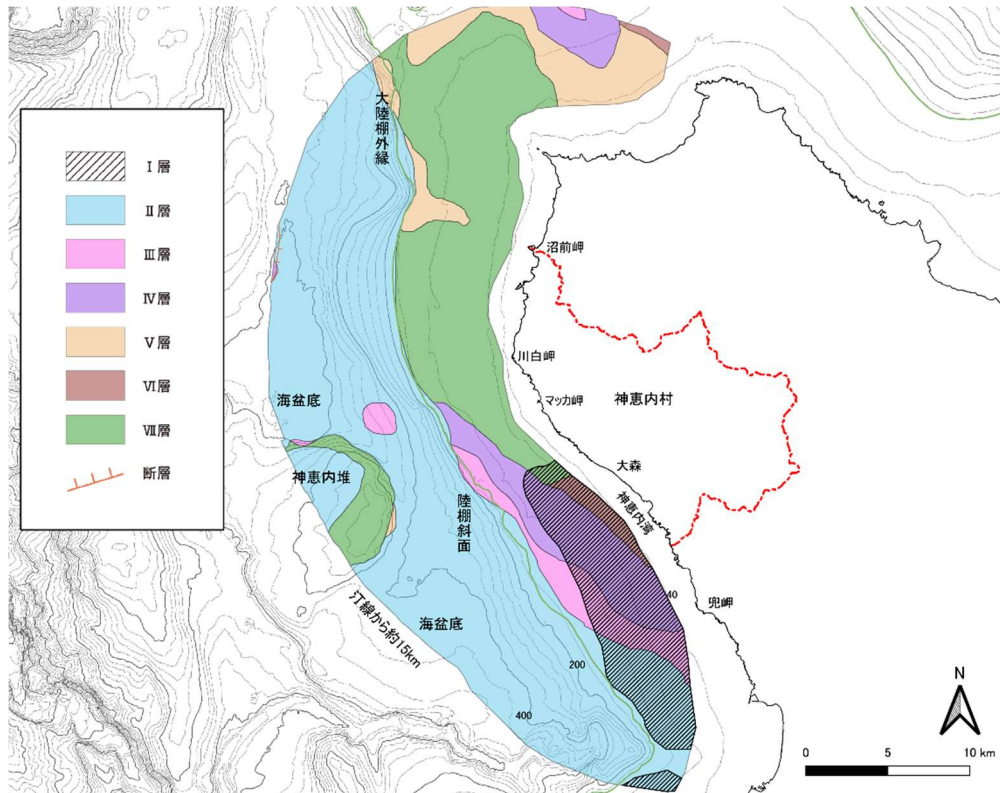 Ⅰ層
Ⅱ層
Ⅲ層
Ⅳ層
Ⅴ層
Ⅵ層
Ⅶ層
断層
大陸棚外縁
沼前岬
川白岬
マッカ岬
神恵内村
海盆底
神恵内堆
大森
神恵内湾
陸棚斜面
40
兜岬
汀線から約15km
海盆底
200
400
N
0 5 10 km